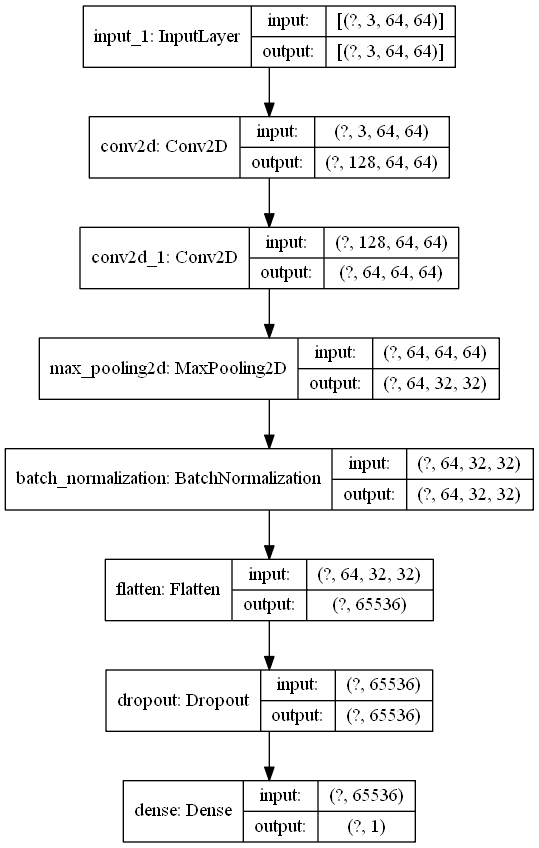 input_1: InputLayer
input: [(?, 3, 64, 64)]
output: [(?, 3, 64, 64)]
conv2d: Conv2D
input: (?, 3, 64, 64)
output: (?, 128, 64, 64)
conv2d_1: Conv2D
input: (?, 128, 64, 64)
output: (?, 64, 64, 64)
max_pooling2d: MaxPooling2D
input: (?, 64, 64, 64)
output: (?, 64, 32, 32)
batch_normalization: BatchNormalization
input: (?, 64, 32, 32)
output: (?, 64, 32, 32)
flatten: Flatten
input: (?, 64, 32, 32)
output: (?, 65536)
dropout: Dropout
input: (?, 65536)
output: (?, 65536)
dense: Dense
input: (?, 65536)
output: (?, 1)